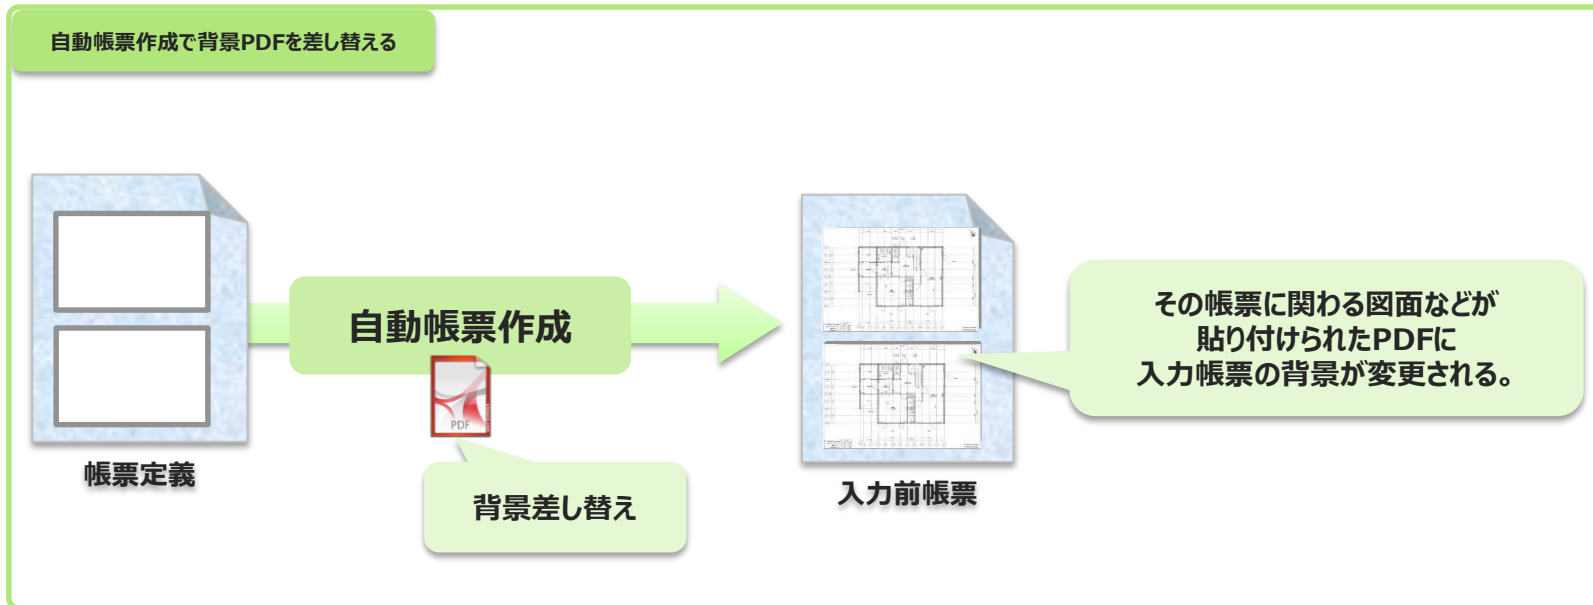 自動帳票作成で背景PDFを差し替える
自動帳票作成
PDF
背景差し替え
帳票定義
入力前帳票
その帳票に関わる図面などが
貼り付けられたPDFに
入力帳票の背景が変更される。